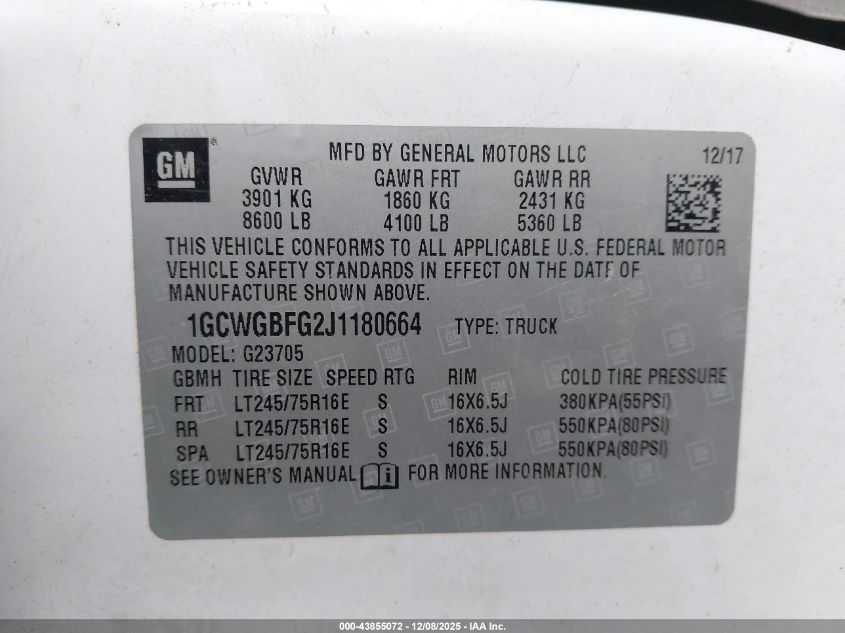 GM ® MFD BY GENERAL MOTORS LLC 12/17
GVWR GAWR FRT GAWR RR
3901 KG 1860 KG 2431 KG
8600 LB 4100 LB 5360 LB
THIS VEHICLE CONFORMS TO ALL APPLICABLE U.S. FEDERAL MOTOR
VEHICLE SAFETY STANDARDS IN EFFECT ON THE DATE OF
MANUFACTURE SHOWN ABOVE.
1GCWGBFG2J1180664 TYPE: TRUCK
MODEL: G23705
GBMH TIRE SIZE SPEED RTG RIM COLD TIRE PRESSURE
FRT LT245/75R16E S 16X6.5J 380KPA(55PSI)
RR LT245/75R16E S 16X6.5J 550KPA(80PSI)
SPA LT245/75R16E S 16X6.5J 550KPA(80PSI)
SEE OWNER'S MANUAL i FOR MORE INFORMATION.
000-43855072 - 12/08/2025 - IAA Inc.